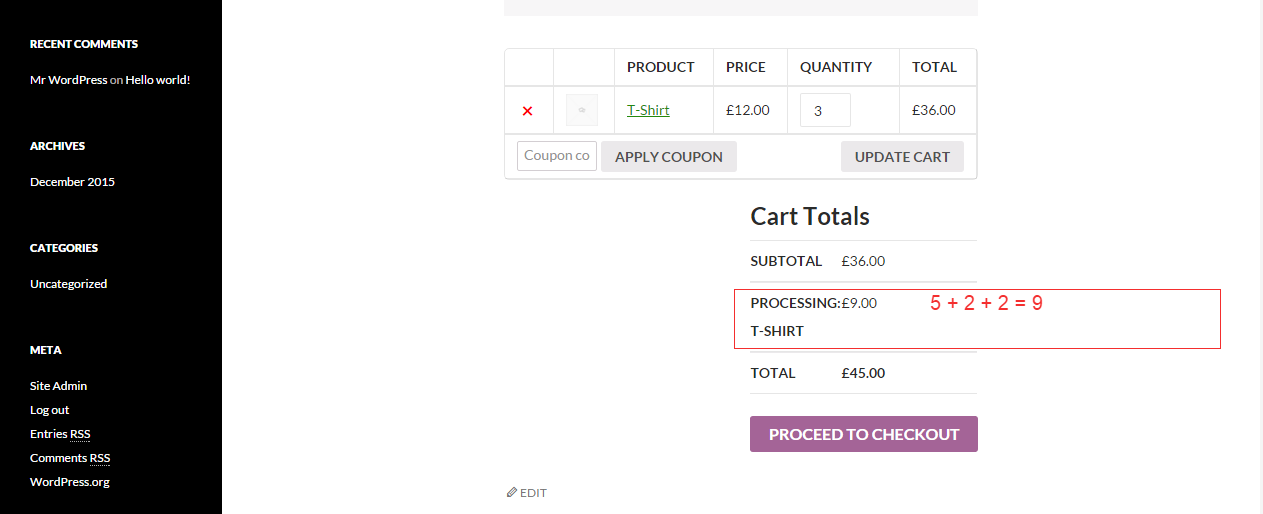 RECENT COMMENTS
Mr WordPress on Hello world!
ARCHIVES
December 2015
CATEGORIES
Uncategorized
META
Site Admin
Log out
Entries RSS
Comments RSS
WordPress.org
PRODUCT PRICE QUANTITY TOTAL
× T-Shirt £12.00 3 £36.00
Coupon co APPLY COUPON UPDATE CART
Cart Totals
SUBTOTAL £36.00
PROCESSING: £9.00 5 + 2 + 2 = 9
T-SHIRT
TOTAL £45.00
PROCEED TO CHECKOUT
EDIT